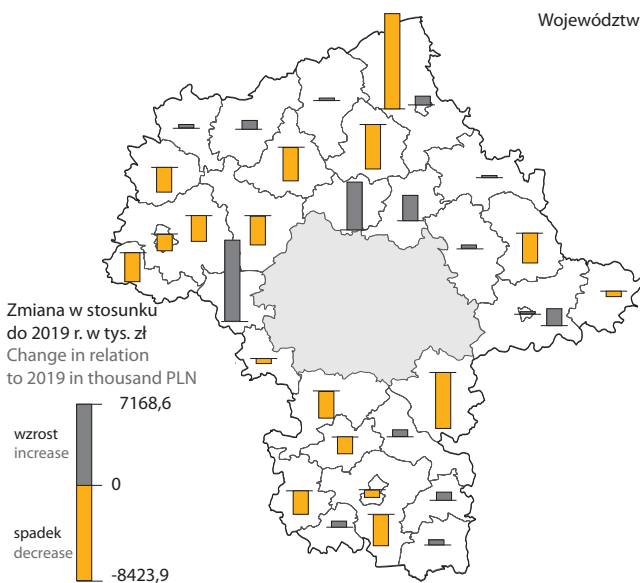 Województw
Zmiana w stosunku
do 2019 r. w tys. zł
Change in relation
to 2019 in thousand PLN
7168,6
wzrost
increase
0
spadek
decrease
-8423,9